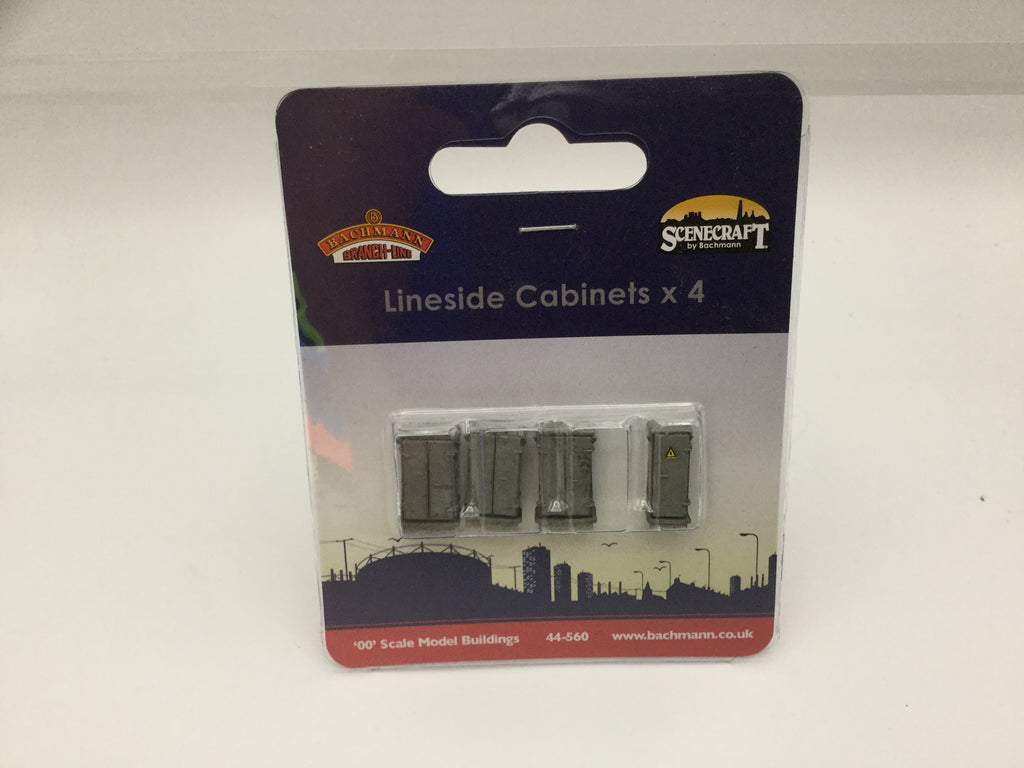 BACHMANN
BRANCH-LINE
SCENECRAFT
by Bachmann
Lineside Cabinets x 4
'00' Scale Model Buildings 44-560 www.bachmann.co.uk